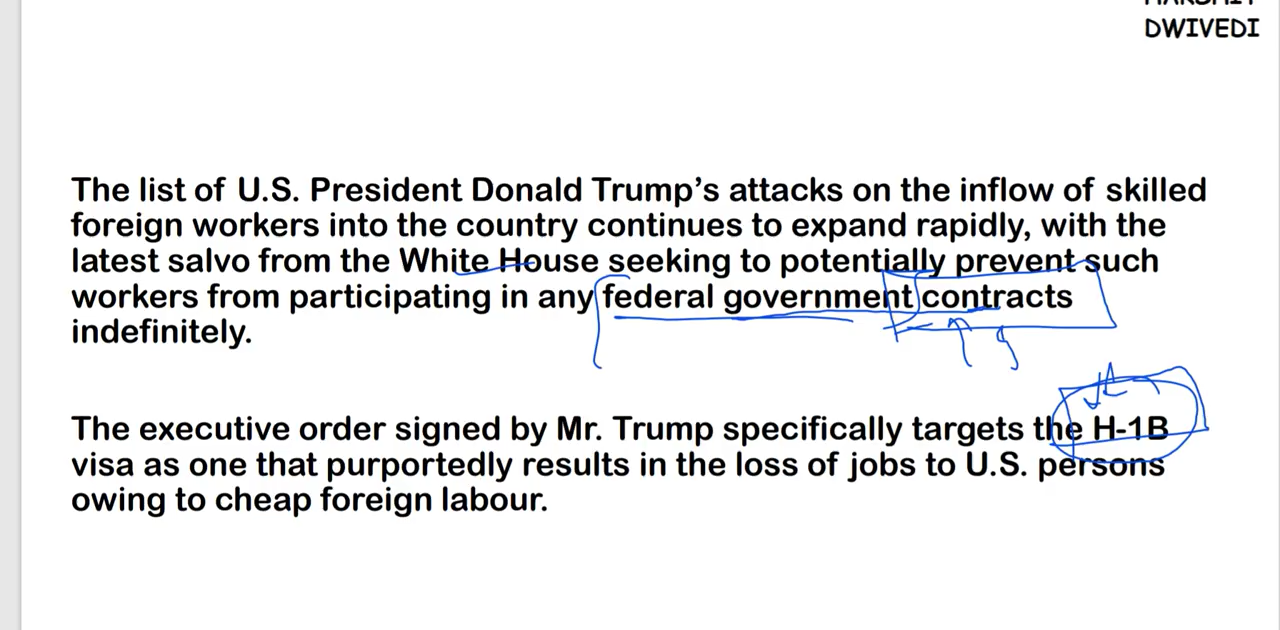 DWIVEDI
The list of U.S. President Donald Trump’s attacks on the inflow of skilled
foreign workers into the country continues to expand rapidly, with the
latest salvo from the White House seeking to potentially prevent such
workers from participating in any federal government contracts
indefinitely.
The executive order signed by Mr. Trump specifically targets the H-1B
visa as one that purportedly results in the loss of jobs to U.S. persons
owing to cheap foreign labour.